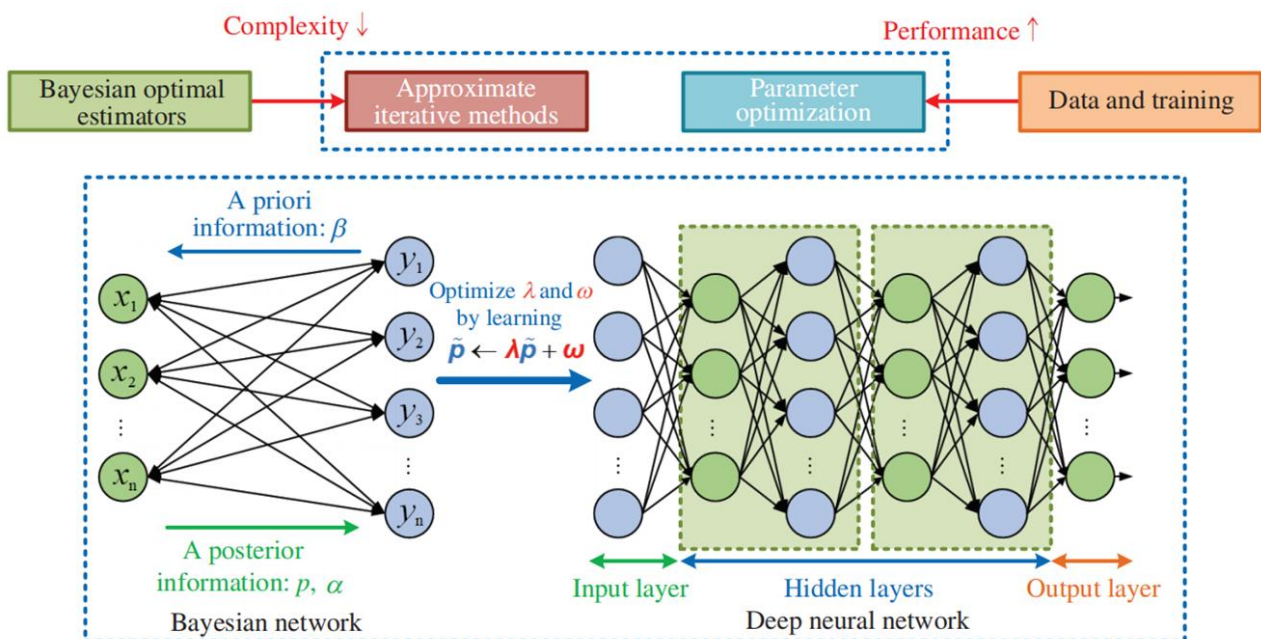 Complexity ↓
Performance ↑
Bayesian optimal
estimators
Approximate
iterative methods
Parameter
optimization
Data and training
A priori
information: β
x₁
x₂
⋮
xₙ
y₁
y₂
y₃
⋮
yₙ
A posterior
information: p, α
Bayesian network
Optimize λ and ω
by learning
p̃ ← λp̃ + ω
⋮
⋮
⋮
⋮
⋮
⋮
Input layer
Hidden layers
Output layer
Deep neural network